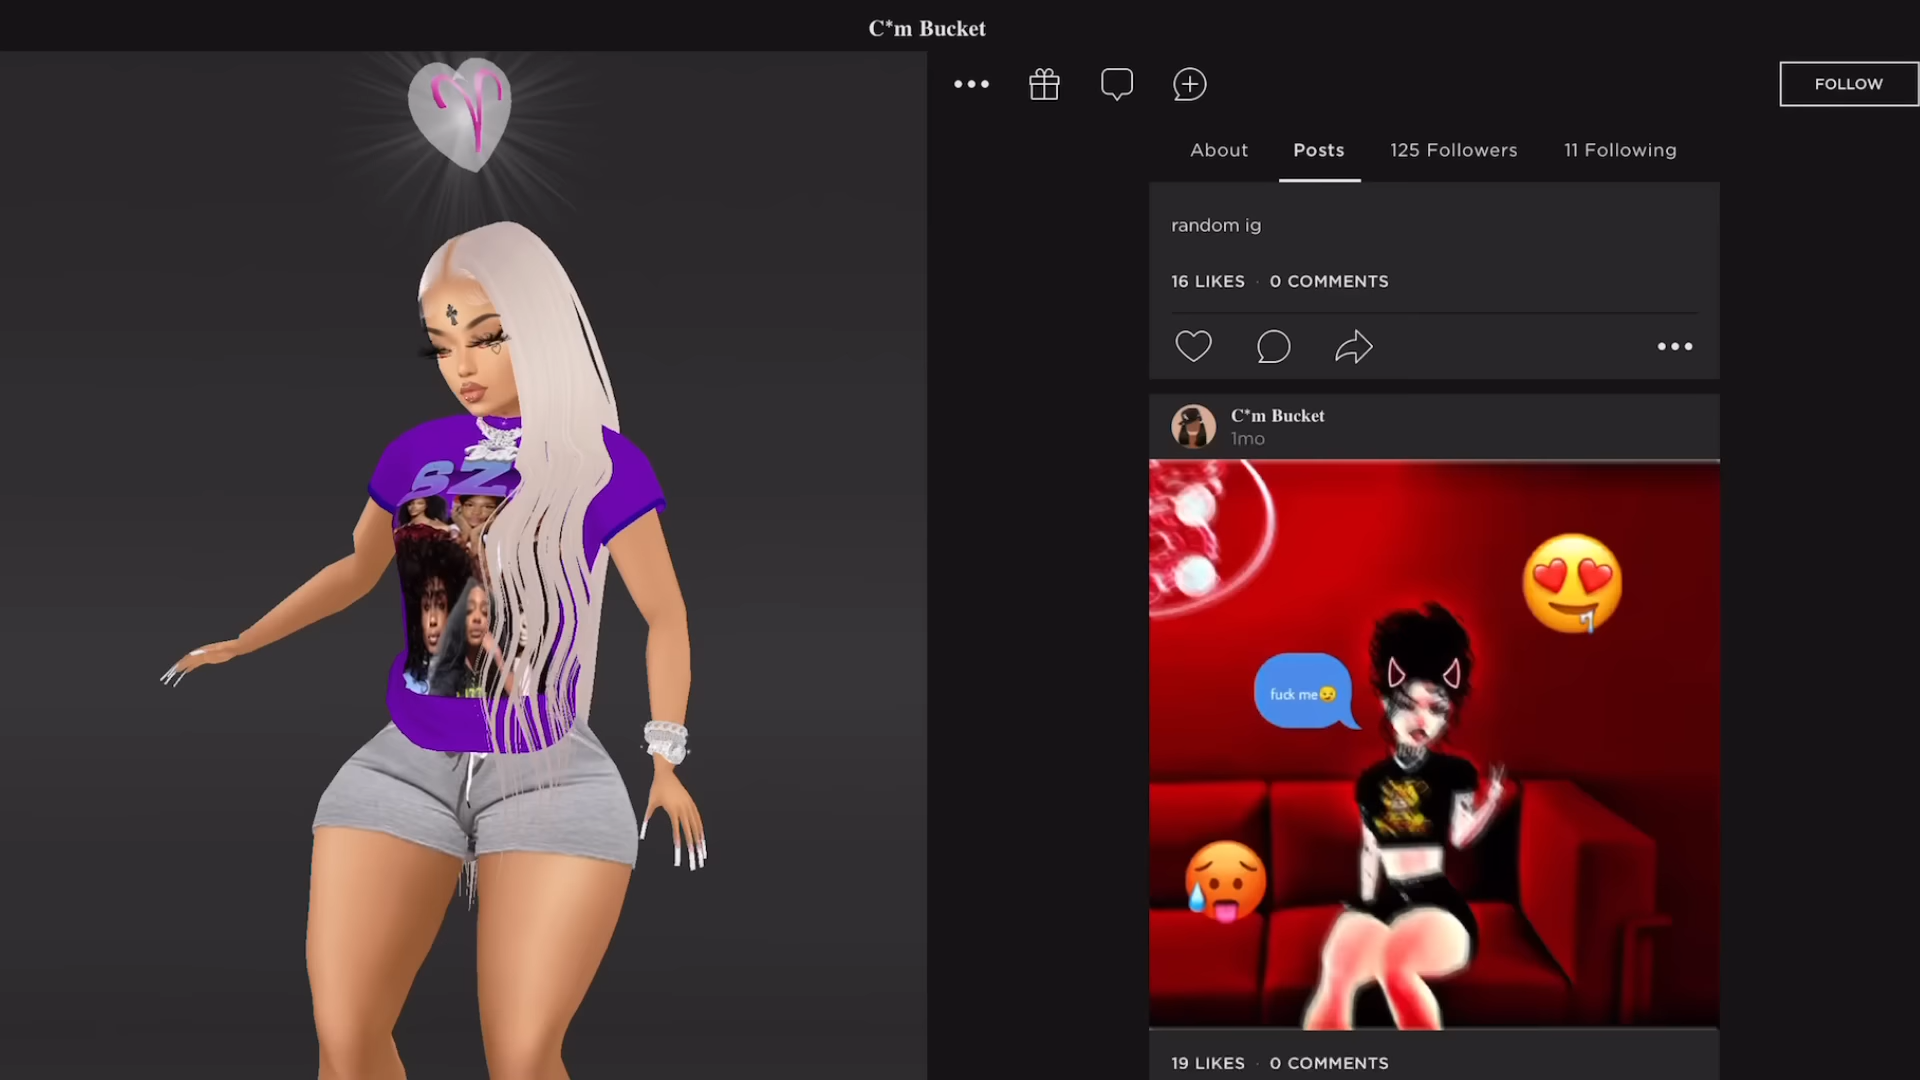 C*m Bucket
FOLLOW
About
Posts
125 Followers
11 Following
random ig
16 LIKES · 0 COMMENTS
C*m Bucket
1mo
SZ
fuck me😏
19 LIKES · 0 COMMENTS